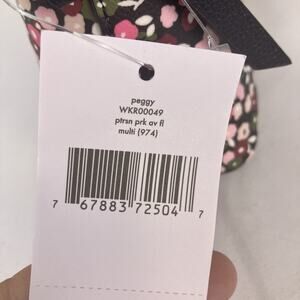 peggy
WKR00049
ptrsn prk av fl
multi (974)
7 67883 72504 7